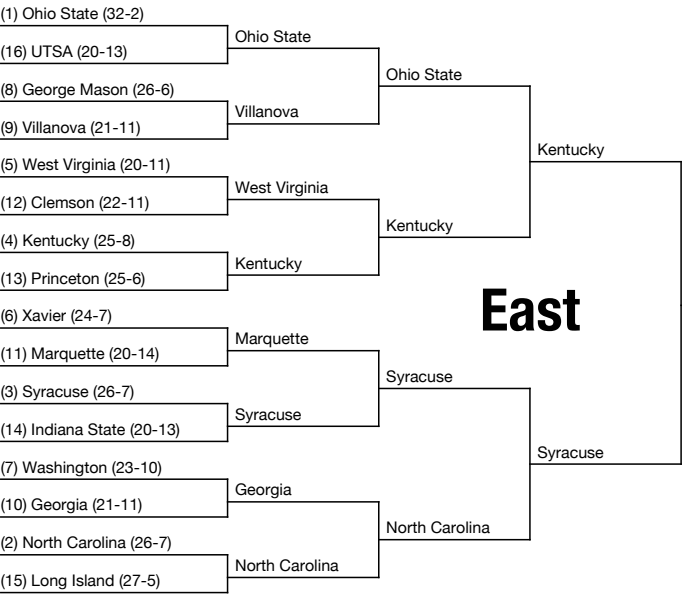 (1) Ohio State (32-2)
(16) UTSA (20-13)
(8) George Mason (26-6)
(9) Villanova (21-11)
(5) West Virginia (20-11)
(12) Clemson (22-11)
(4) Kentucky (25-8)
(13) Princeton (25-6)
(6) Xavier (24-7)
(11) Marquette (20-14)
(3) Syracuse (26-7)
(14) Indiana State (20-13)
(7) Washington (23-10)
(10) Georgia (21-11)
(2) North Carolina (26-7)
(15) Long Island (27-5)
Ohio State
Villanova
West Virginia
Kentucky
Marquette
Syracuse
Georgia
North Carolina
Ohio State
Kentucky
Syracuse
North Carolina
Kentucky
Syracuse
East